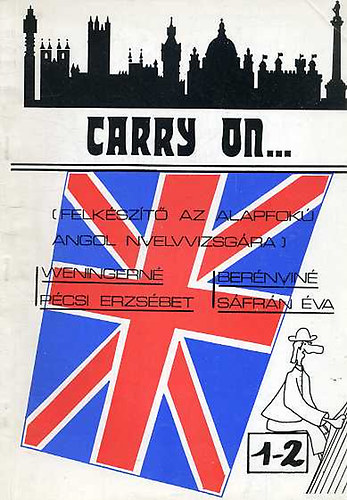 CARRY ON...
(FELKÉSZÍTŐ AZ ALAPFOKÚ
ANGOL NYELVVIZSGÁRA)
WENINGERNÉ
PÉCSI ERZSÉBET
BERÉNYINÉ
SÁFRÁN ÉVA
1-2